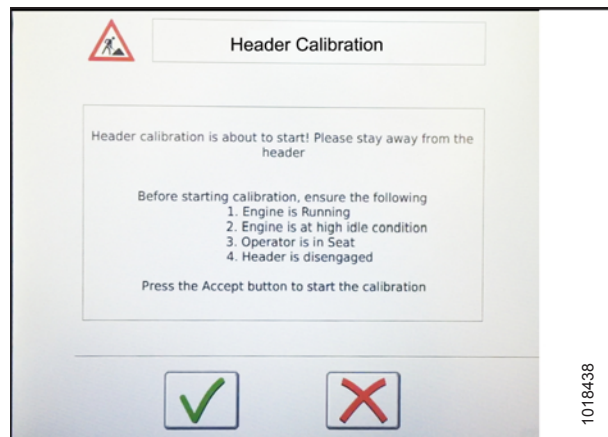 Header Calibration
Header calibration is about to start! Please stay away from the
header
Before starting calibration, ensure the following
1. Engine is Running
2. Engine is at high idle condition
3. Operator is in Seat
4. Header is disengaged
Press the Accept button to start the calibration
1018438